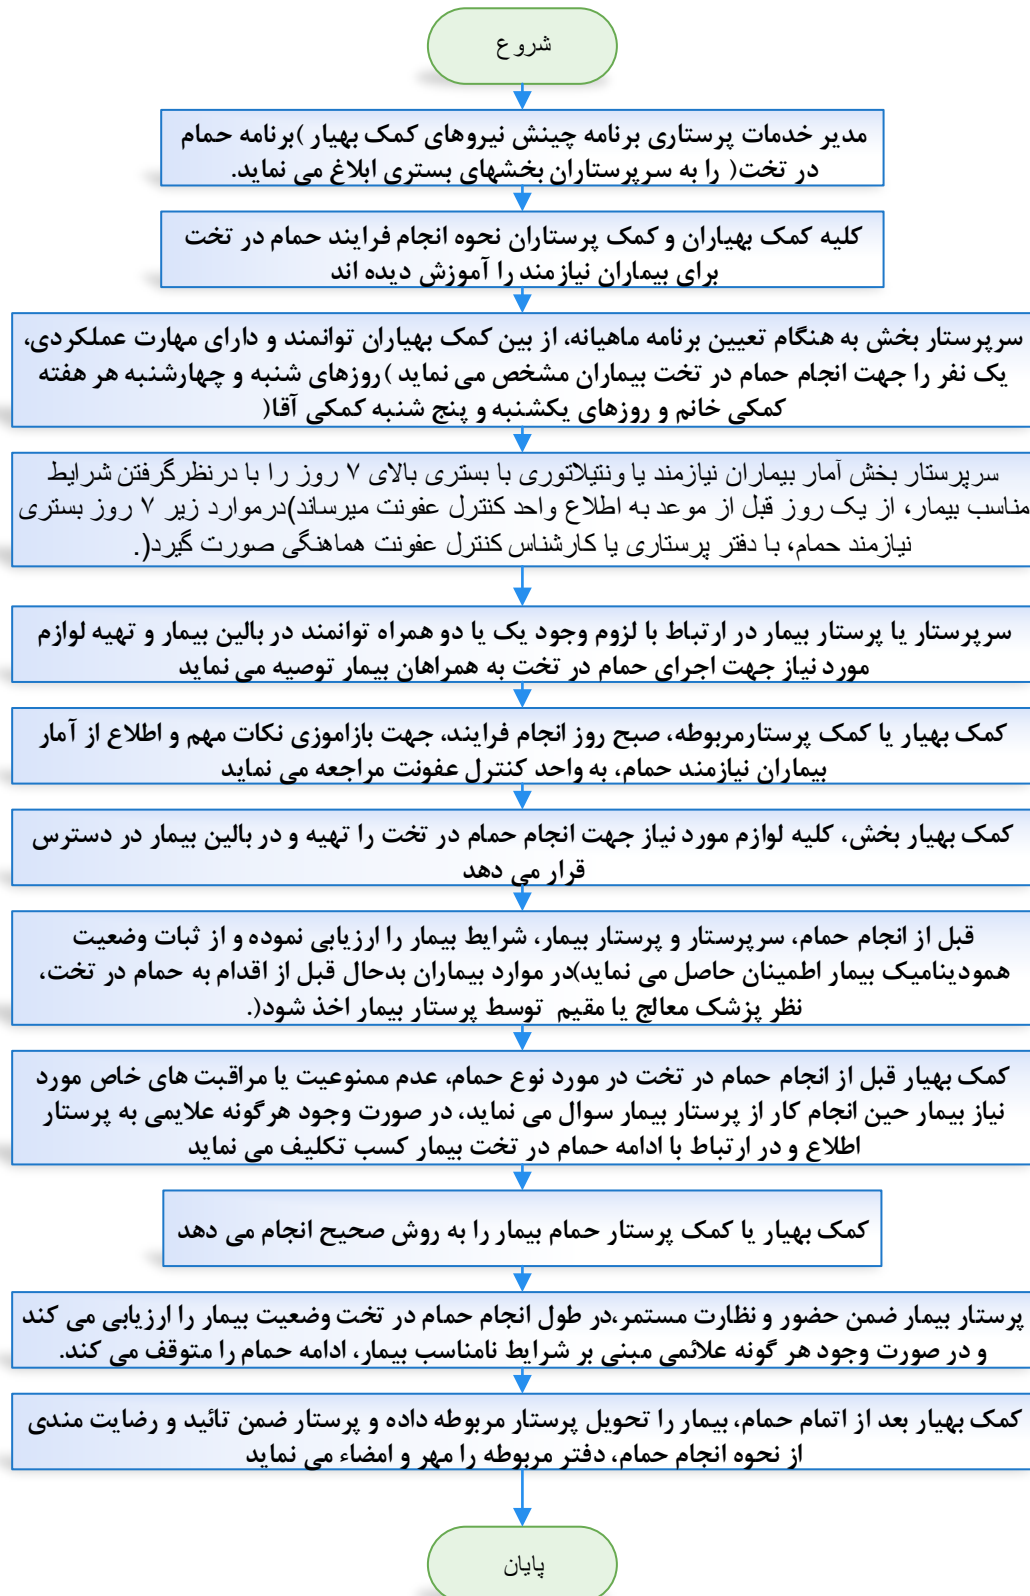 شروع
مدیر خدمات پرستاری برنامه چینش نیروهای کمک بهیار )برنامه حمام
در تخت( را به سرپرستاران بخشهای بستری ابلاغ می نماید.
کلیه کمک بهیاران و کمک پرستاران نحوه انجام فرایند حمام در تخت
برای بیماران نیازمند را آموزش دیده اند
سرپرستار بخش به هنگام تعیین برنامه ماهیانه، از بین کمک بهیاران توانمند و دارای مهارت عملکردی،
یک نفر را جهت انجام حمام در تخت بیماران مشخص می نماید )روزهای شنبه و چهارشنبه هر هفته
کمکی خانم و روزهای یکشنبه و پنج شنبه کمکی آقا(
سرپرستار بخش آمار بیماران نیازمند یا ونتیلاتوری با بستری بالای ۷ روز را با درنظرگرفتن شرایط
مناسب بیمار، از یک روز قبل از موعد به اطلاع واحد کنترل عفونت میرساند)درموارد زیر ۷ روز بستری
نیازمند حمام، با دفتر پرستاری یا کارشناس کنترل عفونت هماهنگی صورت گیرد(.
سرپرستار یا پرستار بیمار در ارتباط با لزوم وجود یک یا دو همراه توانمند در بالین بیمار و تهیه لوازم
مورد نیاز جهت اجرای حمام در تخت به همراهان بیمار توصیه می نماید
کمک بهیار یا کمک پرستارمربوطه، صبح روز انجام فرایند، جهت بازاموزی نکات مهم و اطلاع از آمار
بیماران نیازمند حمام، به واحد کنترل عفونت مراجعه می نماید
کمک بهیار بخش، کلیه لوازم مورد نیاز جهت انجام حمام در تخت را تهیه و در بالین بیمار در دسترس
قرار می دهد
قبل از انجام حمام، سرپرستار و پرستار بیمار، شرایط بیمار را ارزیابی نموده و از ثبات وضعیت
همودینامیک بیمار اطمینان حاصل می نماید)در موارد بیماران بدحال قبل از اقدام به حمام در تخت،
نظر پزشک معالج یا مقیم توسط پرستار بیمار اخذ شود(.
کمک بهیار قبل از انجام حمام در تخت در مورد نوع حمام، عدم ممنوعیت یا مراقبت های خاص مورد
نیاز بیمار حین انجام کار از پرستار بیمار سوال می نماید، در صورت وجود هرگونه علایمی به پرستار
اطلاع و در ارتباط با ادامه حمام در تخت بیمار کسب تکلیف می نماید
کمک بهیار یا کمک پرستار حمام بیمار را به روش صحیح انجام می دهد
پرستار بیمار ضمن حضور و نظارت مستمر،در طول انجام حمام در تخت وضعیت بیمار را ارزیابی می کند
و در صورت وجود هر گونه علائمی مبنی بر شرایط نامناسب بیمار، ادامه حمام را متوقف می کند.
کمک بهیار بعد از اتمام حمام، بیمار را تحویل پرستار مربوطه داده و پرستار ضمن تائید و رضایت مندی
از نحوه انجام حمام، دفتر مربوطه را مهر و امضاء می نماید
پایان